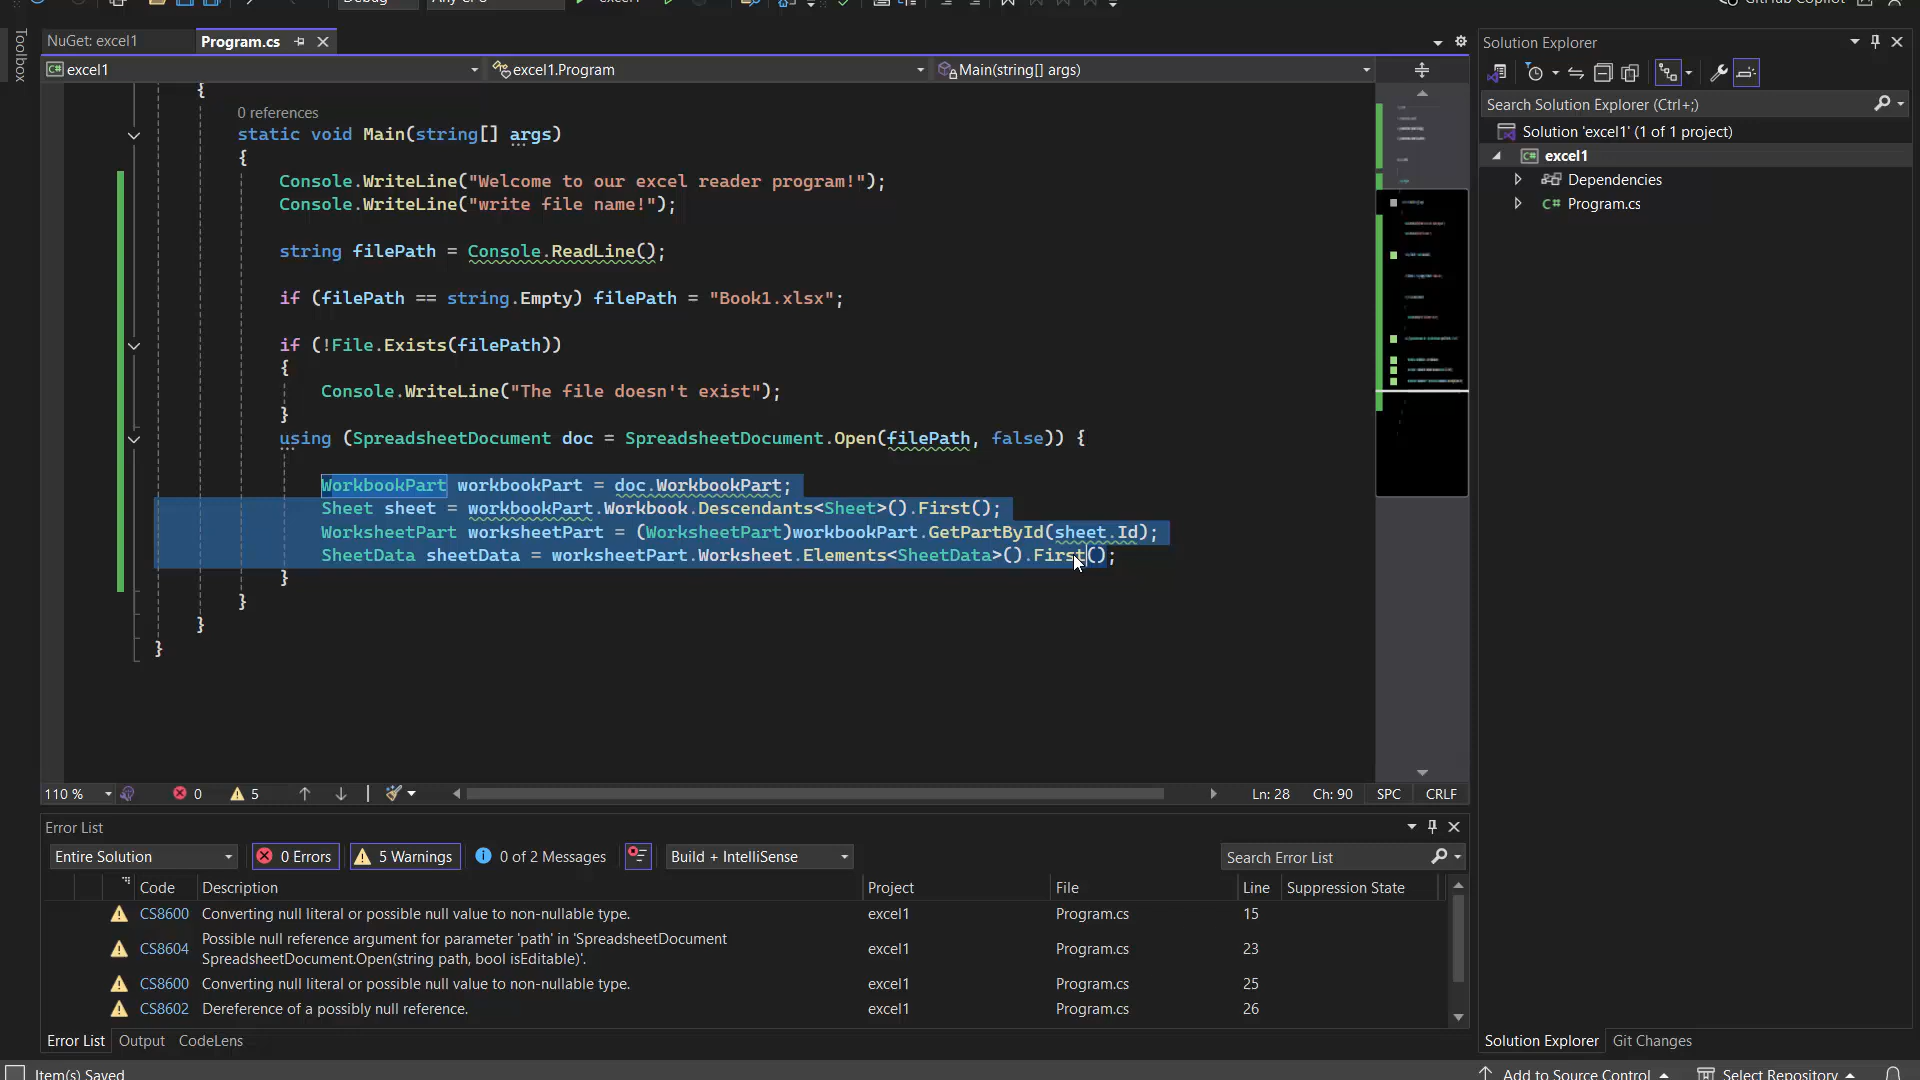 Toolbox
NuGet: excel1
Program.cs
excel1
excel1.Program
Main(string[] args)
{
0 references
static void Main(string[] args)
{
Console.WriteLine("Welcome to our excel reader program!");
Console.WriteLine("write file name!");
string filePath = Console.ReadLine();
if (filePath == string.Empty) filePath = "Book1.xlsx";
if (!File.Exists(filePath))
{
Console.WriteLine("The file doesn't exist");
}
using (SpreadsheetDocument doc = SpreadsheetDocument.Open(filePath, false)) {
WorkbookPart workbookPart = doc.WorkbookPart;
Sheet sheet = workbookPart.Workbook.Descendants<Sheet>().First();
WorksheetPart worksheetPart = (WorksheetPart)workbookPart.GetPartById(sheet.Id);
SheetData sheetData = worksheetPart.Worksheet.Elements<SheetData>().First();
}
}
}
}
110 %
0
5
Ln: 28
Ch: 90
SPC
CRLF
Error List
Entire Solution
0 Errors
5 Warnings
0 of 2 Messages
Build + IntelliSense
Search Error List
Code Description Project File Line Suppression State
CS8600 Converting null literal or possible null value to non-nullable type. excel1 Program.cs 15
CS8604 Possible null reference argument for parameter 'path' in 'SpreadsheetDocument
SpreadsheetDocument.Open(string path, bool isEditable)'. excel1 Program.cs 23
CS8600 Converting null literal or possible null value to non-nullable type. excel1 Program.cs 25
CS8602 Dereference of a possibly null reference. excel1 Program.cs 26
Error List Output CodeLens
Item(s) Saved
GitHub Copilot
Solution Explorer
Search Solution Explorer (Ctrl+;)
Solution 'excel1' (1 of 1 project)
excel1
Dependencies
C# Program.cs
Solution Explorer Git Changes
Add to Source Control
Select Repository